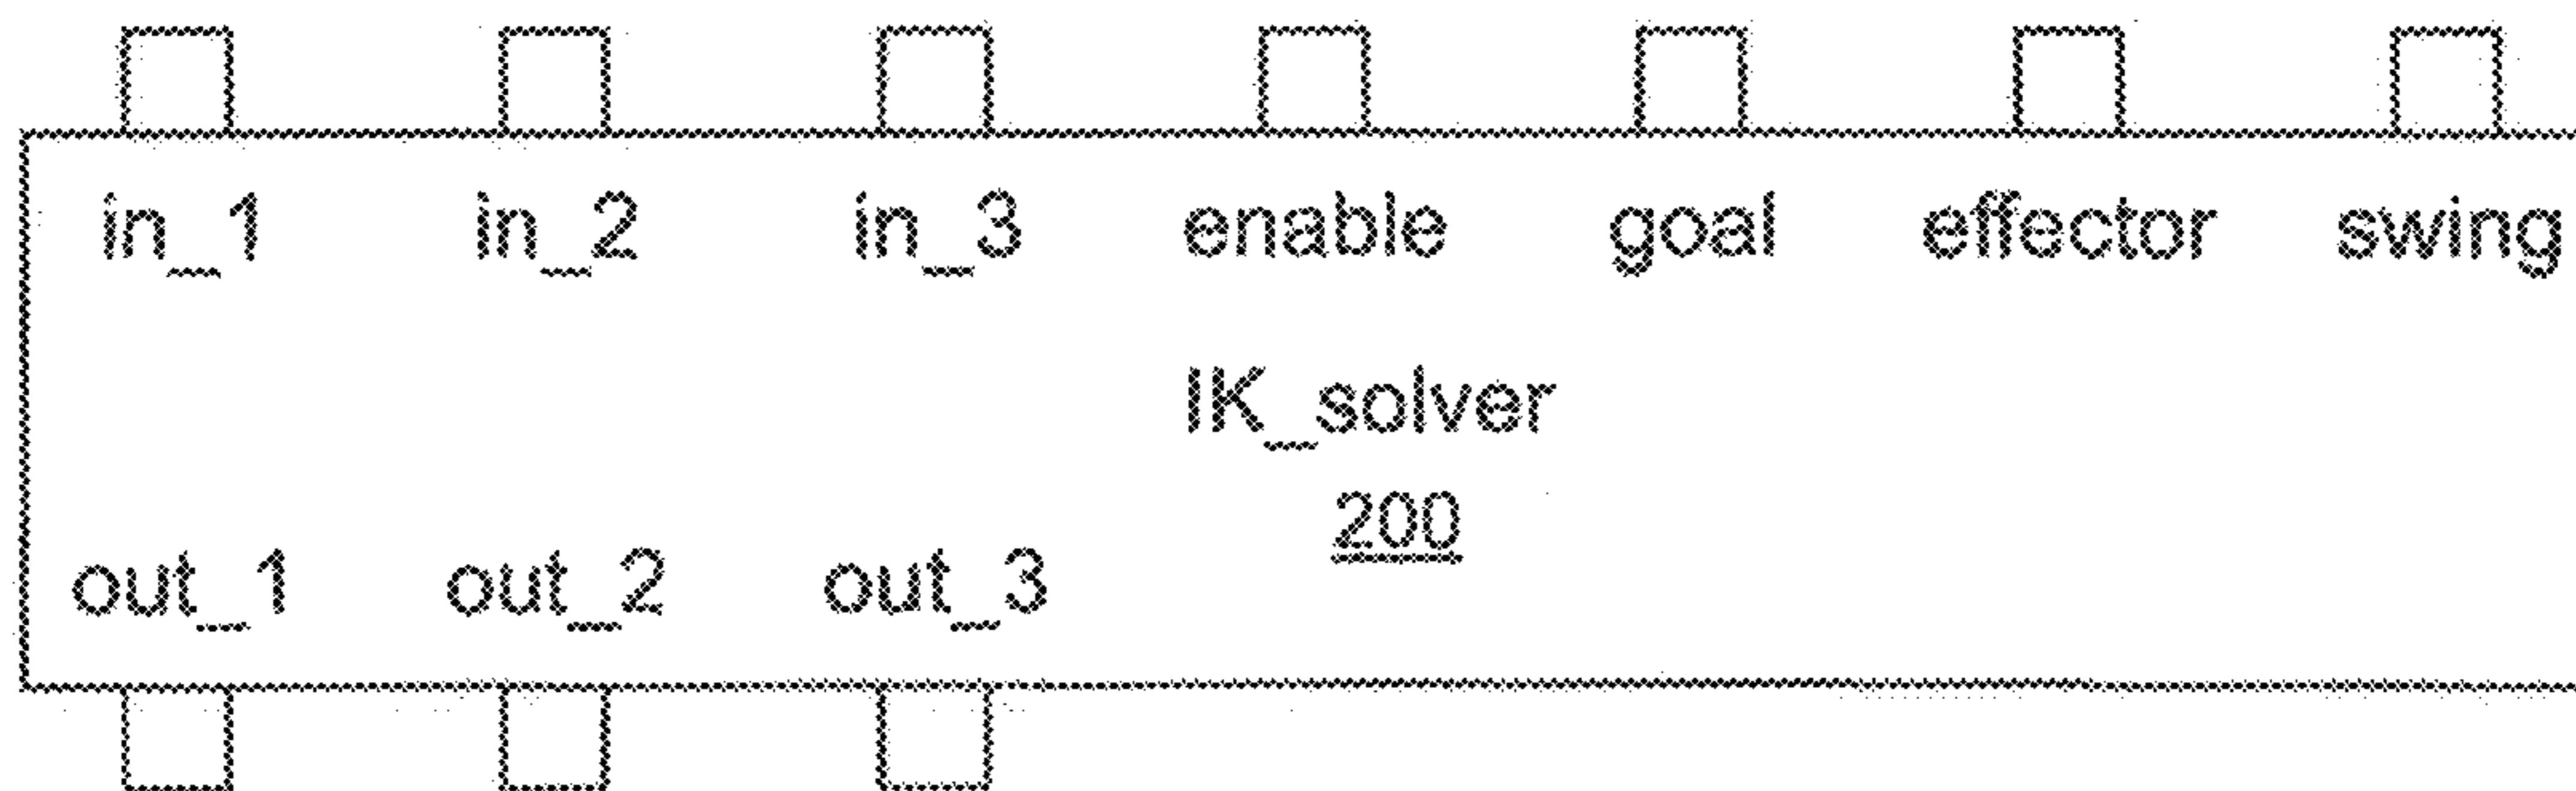 in_1 in_2 in_3 enable goal effector swing
IK_solver
200
out_1 out_2 out_3